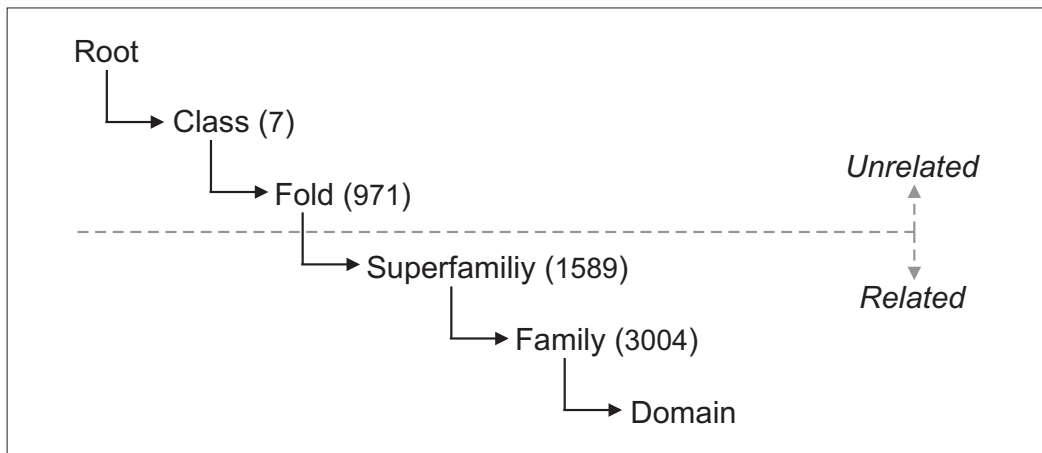 Root
Class (7)
Unrelated
Fold (971)
Superfamiliy (1589)
Related
Family (3004)
Domain